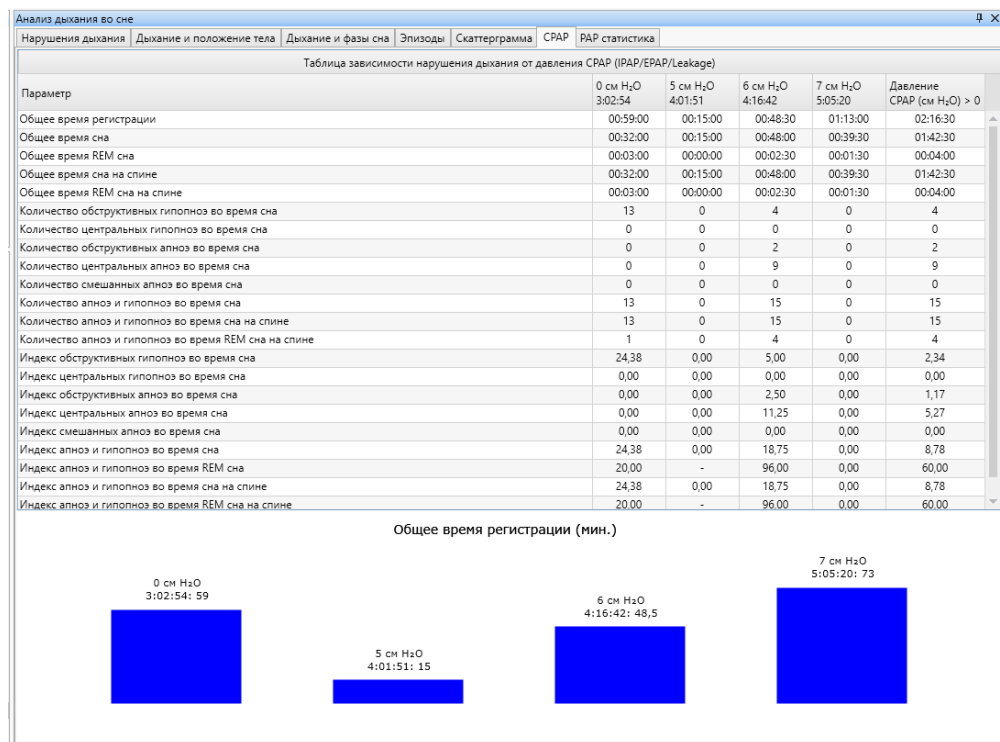 Анализ дыхания во сне
Нарушения дыхания Дыхание и положение тела Дыхание и фазы сна Эпизоды Скаттерграмма CPAP PAP статистика
Таблица зависимости нарушения дыхания от давления CPAP (IPAP/EPAP/Leakage)
Параметр 0 см H₂O 3:02:54 5 см H₂O 4:01:51 6 см H₂O 4:16:42 7 см H₂O 5:05:20 Давление CPAP (см H₂O) > 0
Общее время регистрации 00:59:00 00:15:00 00:48:30 01:13:00 02:16:30
Общее время сна 00:32:00 00:15:00 00:48:00 00:39:30 01:42:30
Общее время REM сна 00:03:00 00:00:00 00:02:30 00:01:30 00:04:00
Общее время сна на спине 00:32:00 00:15:00 00:48:00 00:39:30 01:42:30
Общее время REM сна на спине 00:03:00 00:00:00 00:02:30 00:01:30 00:04:00
Количество обструктивных гипопноэ во время сна 13 0 4 0 4
Количество центральных гипопноэ во время сна 0 0 0 0 0
Количество обструктивных апноэ во время сна 0 0 2 0 2
Количество центральных апноэ во время сна 0 0 9 0 9
Количество смешанных апноэ во время сна 0 0 0 0 0
Количество апноэ и гипопноэ во время сна 13 0 15 0 15
Количество апноэ и гипопноэ во время сна на спине 13 0 15 0 15
Количество апноэ и гипопноэ во время REM сна на спине 1 0 4 0 4
Индекс обструктивных гипопноэ во время сна 24,38 0,00 5,00 0,00 2,34
Индекс центральных гипопноэ во время сна 0,00 0,00 0,00 0,00 0,00
Индекс обструктивных апноэ во время сна 0,00 0,00 2,50 0,00 1,17
Индекс центральных апноэ во время сна 0,00 0,00 11,25 0,00 5,27
Индекс смешанных апноэ во время сна 0,00 0,00 0,00 0,00 0,00
Индекс апноэ и гипопноэ во время сна 24,38 0,00 18,75 0,00 8,78
Индекс апноэ и гипопноэ во время REM сна 20,00 - 96,00 0,00 60,00
Индекс апноэ и гипопноэ во время сна на спине 24,38 0,00 18,75 0,00 8,78
Индекс апноэ и гипопноэ во время REM сна на спине 20,00 - 96,00 0,00 60,00
Общее время регистрации (мин.)
0 см H₂O
3:02:54: 59
5 см H₂O
4:01:51: 15
6 см H₂O
4:16:42: 48,5
7 см H₂O
5:05:20: 73